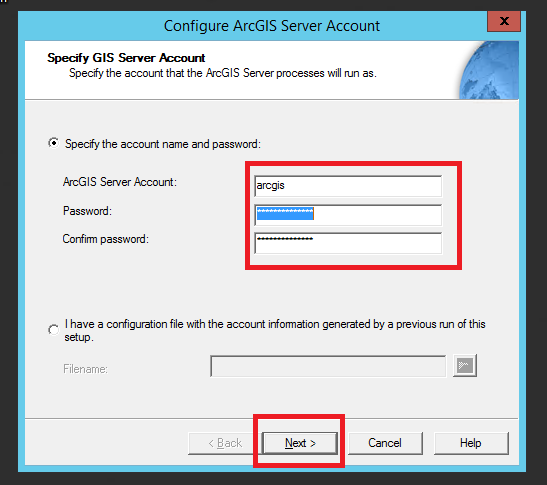 Configure ArcGIS Server Account
x
Specify GIS Server Account
Specify the account that the ArcGIS Server processes will run as.
Specify the account name and password:
ArcGIS Server Account:
arcgis
Password:
**************
Confirm password:
**************
I have a configuration file with the account information generated by a previous run of this
setup.
Filename:
< Back
Next >
Cancel
Help